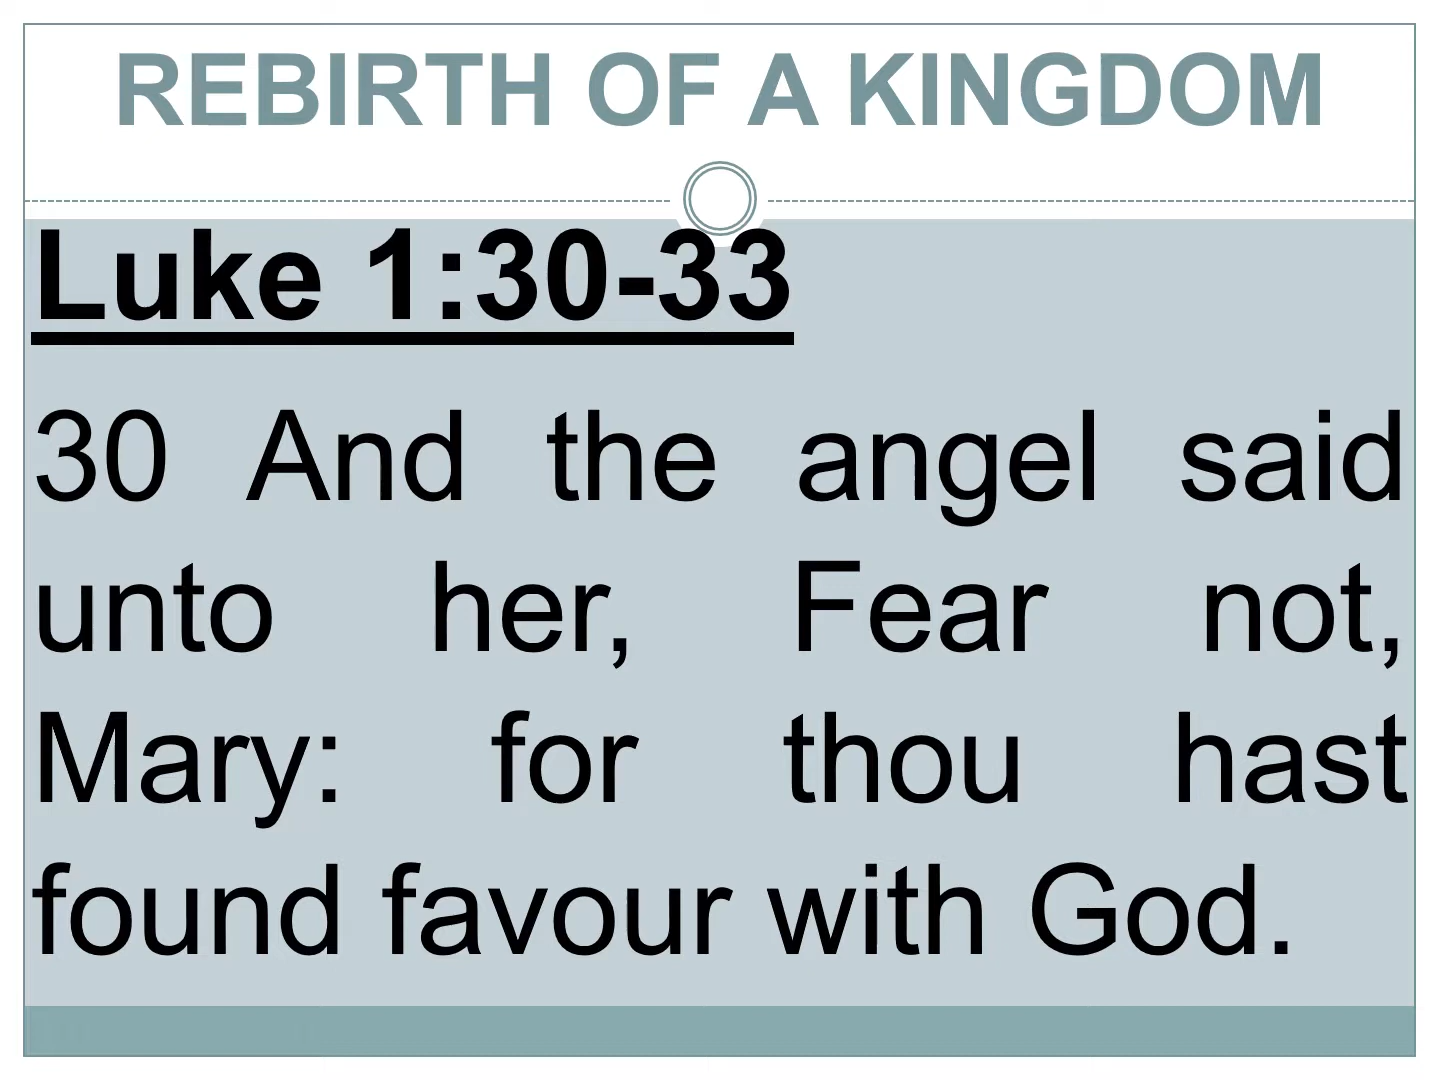 REBIRTH OF A KINGDOM
Luke 1:30-33
30 And the angel said
unto her, Fear not,
Mary: for thou hast
found favour with God.